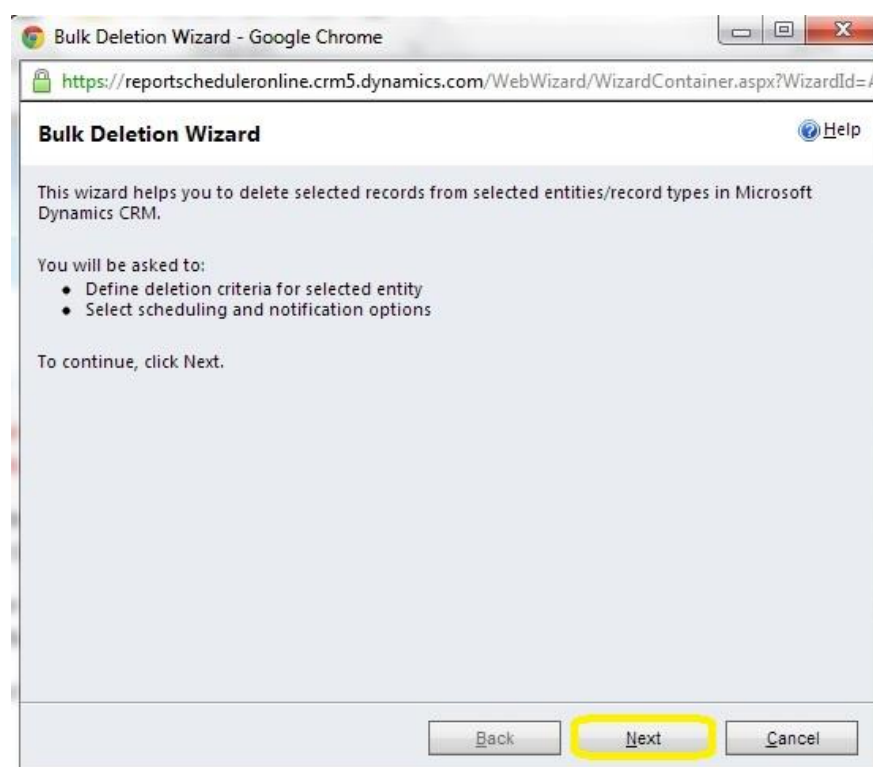 Bulk Deletion Wizard - Google Chrome
https://reportscheduleronline.crm5.dynamics.com/WebWizard/WizardContainer.aspx?WizardId=
Bulk Deletion Wizard
Help
This wizard helps you to delete selected records from selected entities/record types in Microsoft
Dynamics CRM.
You will be asked to:
• Define deletion criteria for selected entity
• Select scheduling and notification options
To continue, click Next.
Back Next Cancel